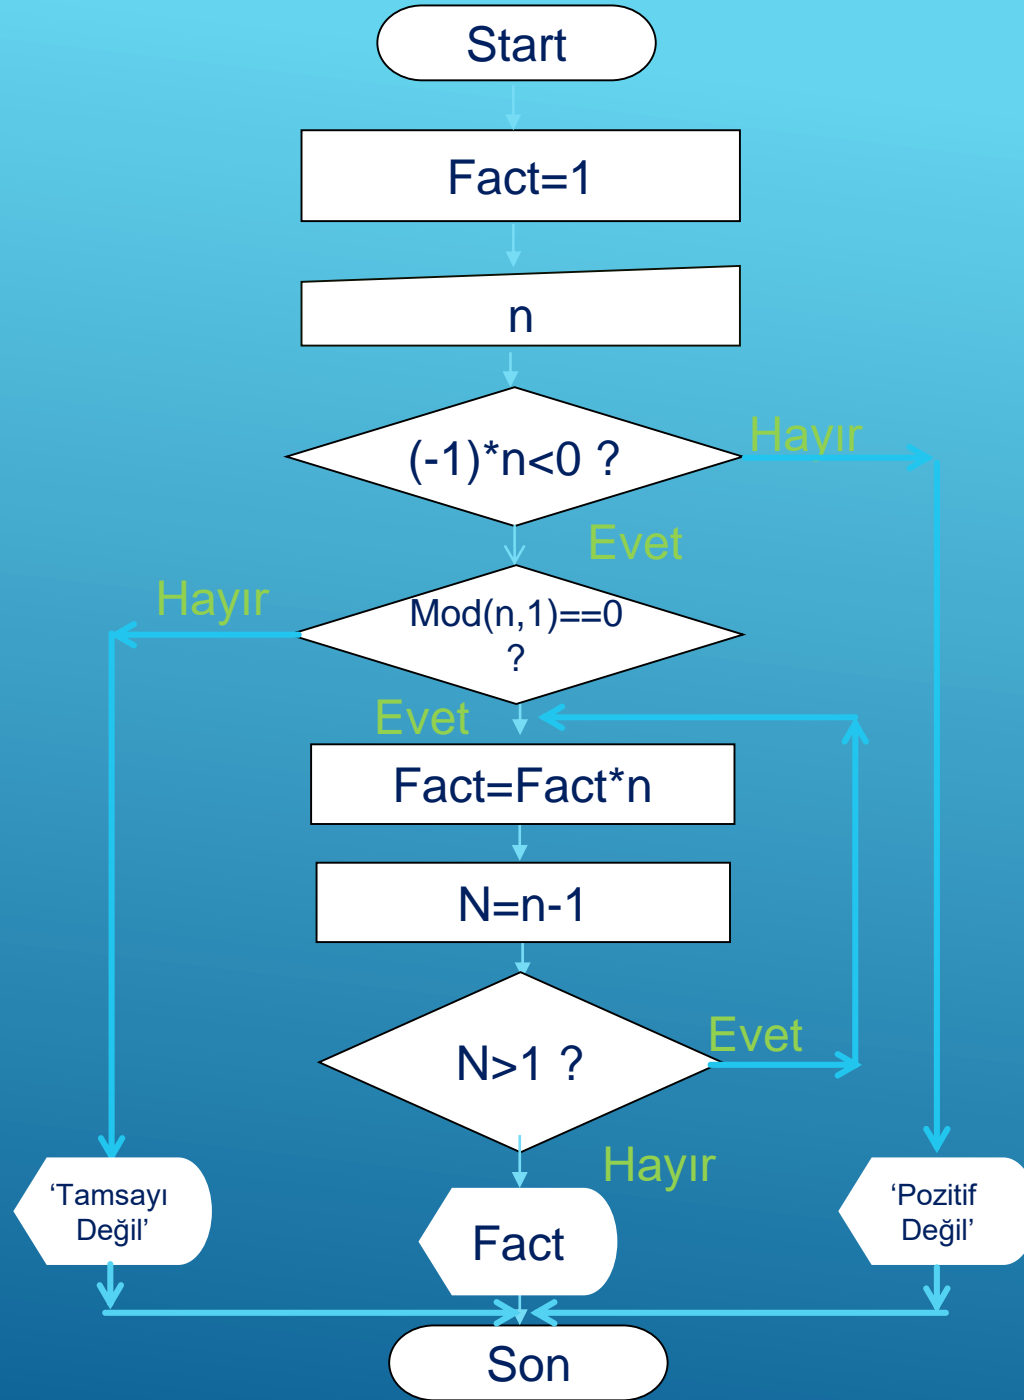 Start
Fact=1
n
(-1)*n<0 ?
Hayır
Evet
Mod(n,1)==0
?
Hayır
Evet
Fact=Fact*n
N=n-1
N>1 ?
Evet
Hayır
‘Tamsayı
Değil’
Fact
‘Pozitif
Değil’
Son